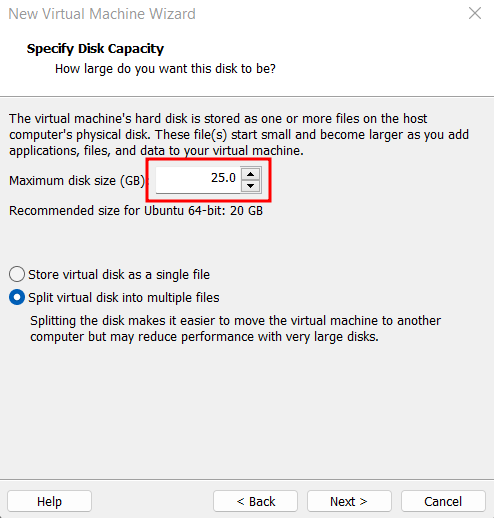 New Virtual Machine Wizard
Specify Disk Capacity
How large do you want this disk to be?
The virtual machine's hard disk is stored as one or more files on the host
computer's physical disk. These file(s) start small and become larger as you add
applications, files, and data to your virtual machine.
Maximum disk size (GB): 25.0
Recommended size for Ubuntu 64-bit: 20 GB
Store virtual disk as a single file
Split virtual disk into multiple files
Splitting the disk makes it easier to move the virtual machine to another
computer but may reduce performance with very large disks.
Help < Back Next > Cancel